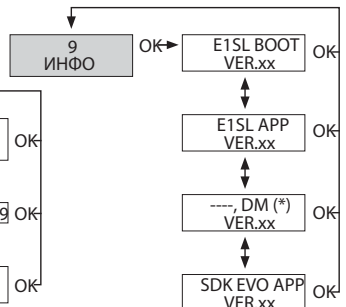 9
ИНФО
OK
E1SL BOOT
VER.xx
OK
E1SL APP
VER.xx
OK
OK
----, DM (*)
VER.xx
OK
9 OK
SDK EVO APP
VER.xx
OK
OK